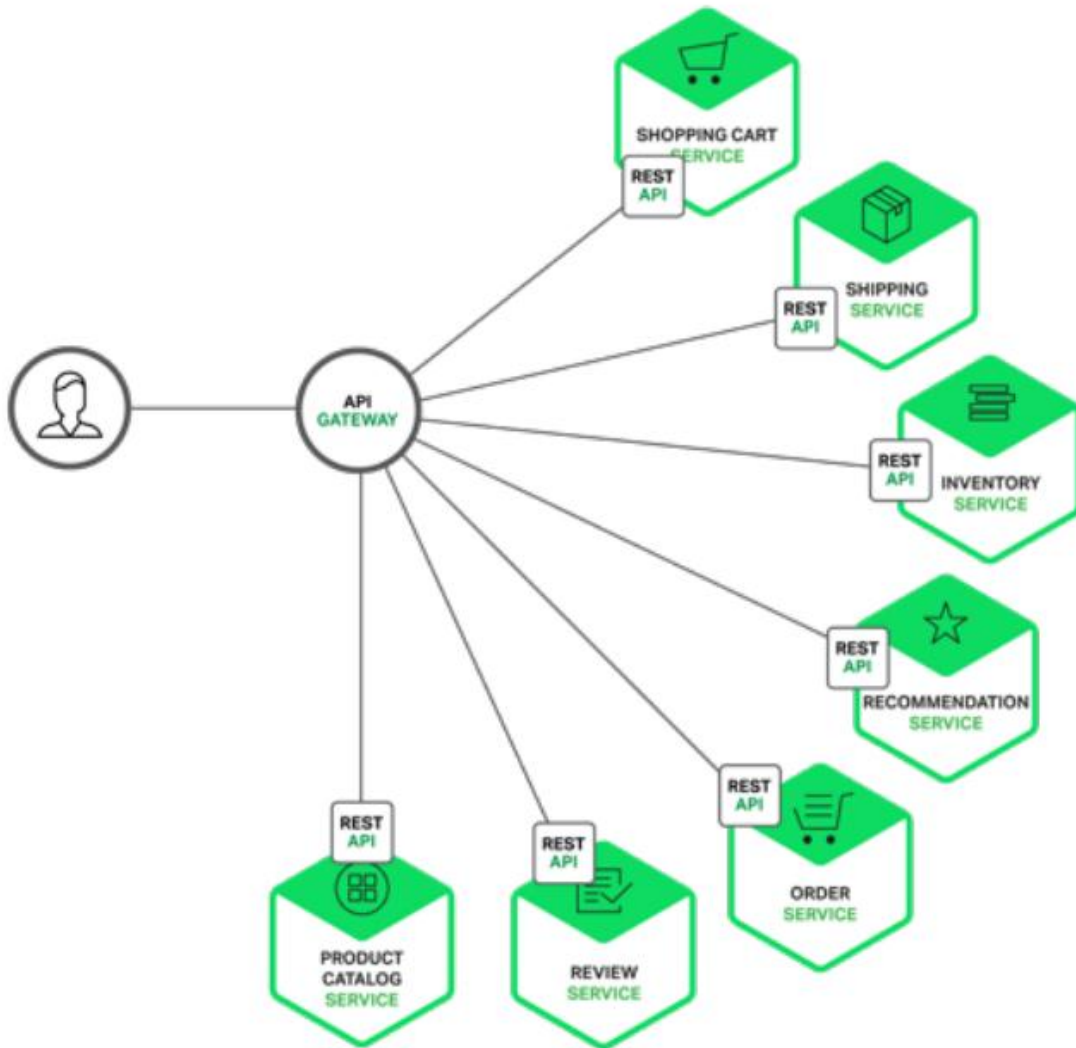 SHOPPING CART
SERVICE
REST
API
SHIPPING
SERVICE
REST
API
API
GATEWAY
REST
API
INVENTORY
SERVICE
REST
API
RECOMMENDATION
SERVICE
REST
API
ORDER
SERVICE
REST
API
REVIEW
SERVICE
REST
API
PRODUCT
CATALOG
SERVICE